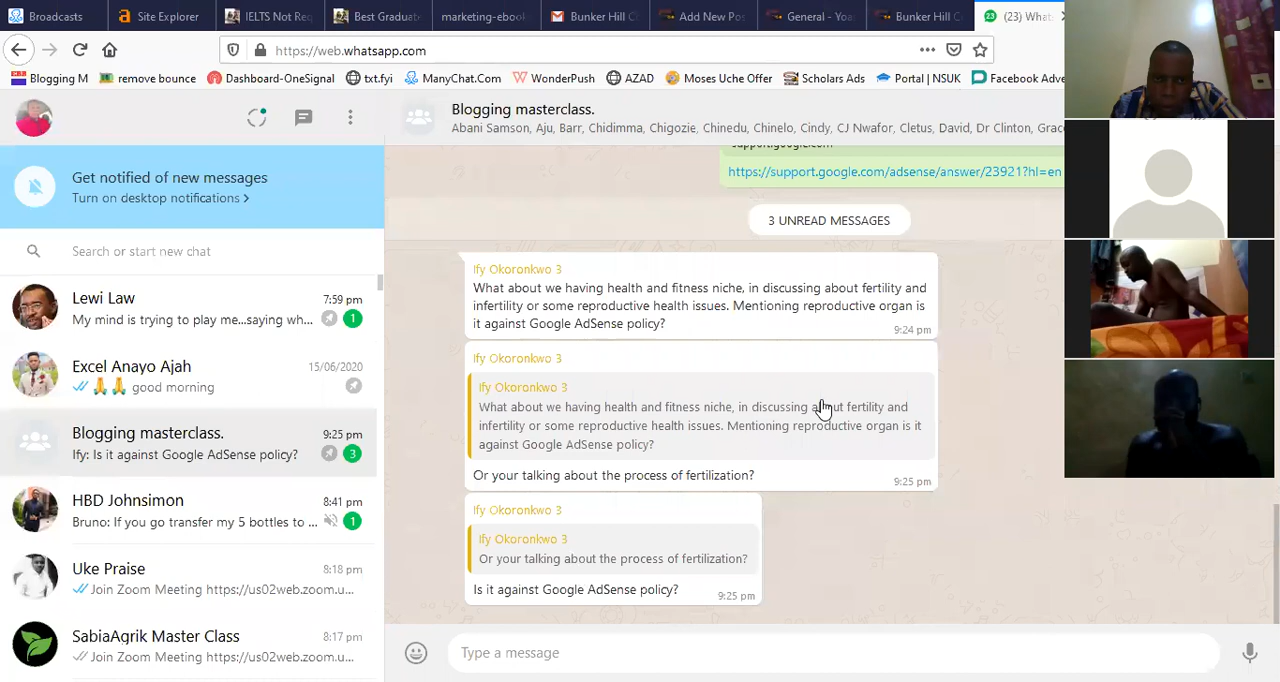 Broadcasts
Site Explorer
IELTS Not Req
Best Graduate
marketing-ebook
Bunker Hill C
Add New Pos
General - Yoas
Bunker Hill C
23
(23) Whats
https://web.whatsapp.com
Blogging M
remove bounce
Dashboard-OneSignal
txt.fyi
ManyChat.Com
WonderPush
AZAD
Moses Uche Offer
Scholars Ads
Portal | NSUK
Facebook Adve
Blogging masterclass.
Abani Samson, Aju, Barr, Chidimma, Chigozie, Chinedu, Chinelo, Cindy, CJ Nwafor, Cletus, David, Dr Clinton, Grac
Get notified of new messages
Turn on desktop notifications >
Search or start new chat
Lewi Law
7:59 pm
My mind is trying to play me...saying wh...
1
Excel Anayo Ajah
15/06/2020
🙏🙏 good morning
Blogging masterclass.
9:25 pm
Ify: Is it against Google AdSense policy?
3
HBD Johnsimon
8:41 pm
Bruno: If you go transfer my 5 bottles to ...
1
Uke Praise
8:18 pm
Join Zoom Meeting https://us02web.zoom.u...
SabiaAgrik Master Class
8:17 pm
Join Zoom Meeting https://us02web.zoom.u...
support.google.com
https://support.google.com/adsense/answer/23921?hl=en
3 UNREAD MESSAGES
Ify Okoronkwo 3
What about we having health and fitness niche, in discussing about fertility and
infertility or some reproductive health issues. Mentioning reproductive organ is
it against Google AdSense policy?
9:24 pm
Ify Okoronkwo 3
Ify Okoronkwo 3
What about we having health and fitness niche, in discussing about fertility and
infertility or some reproductive health issues. Mentioning reproductive organ is it
against Google AdSense policy?
Or your talking about the process of fertilization?
9:25 pm
Ify Okoronkwo 3
Ify Okoronkwo 3
Or your talking about the process of fertilization?
Is it against Google AdSense policy?
9:25 pm
Type a message